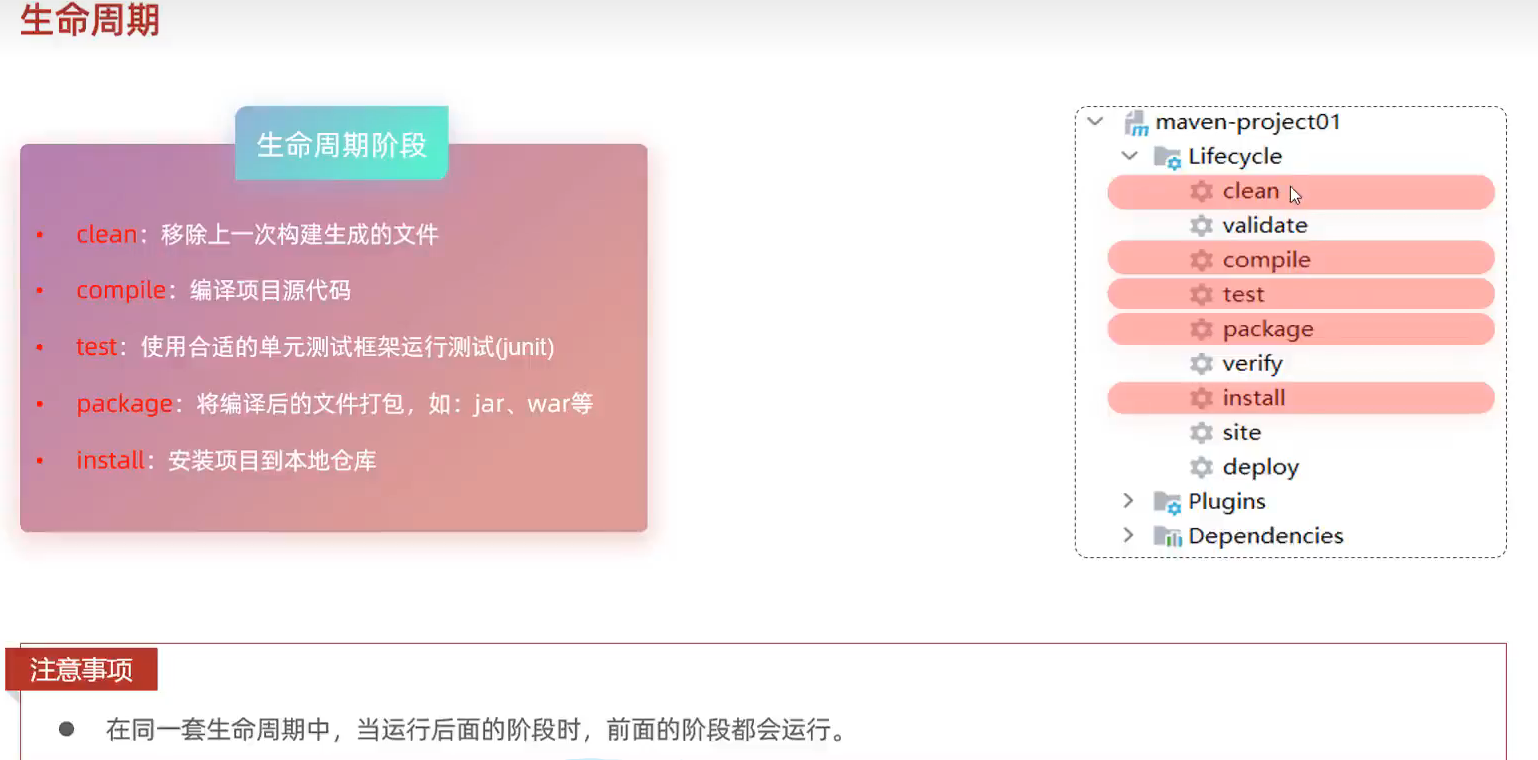 生命周期
生命周期阶段
• clean：移除上一次构建生成的文件
• compile：编译项目源代码
• test：使用合适的单元测试框架运行测试(junit)
• package：将编译后的文件打包，如：jar、war等
• install：安装项目到本地仓库
maven-project01
Lifecycle
clean
validate
compile
test
package
verify
install
site
deploy
Plugins
Dependencies
注意事项
● 在同一套生命周期中，当运行后面的阶段时，前面的阶段都会运行。